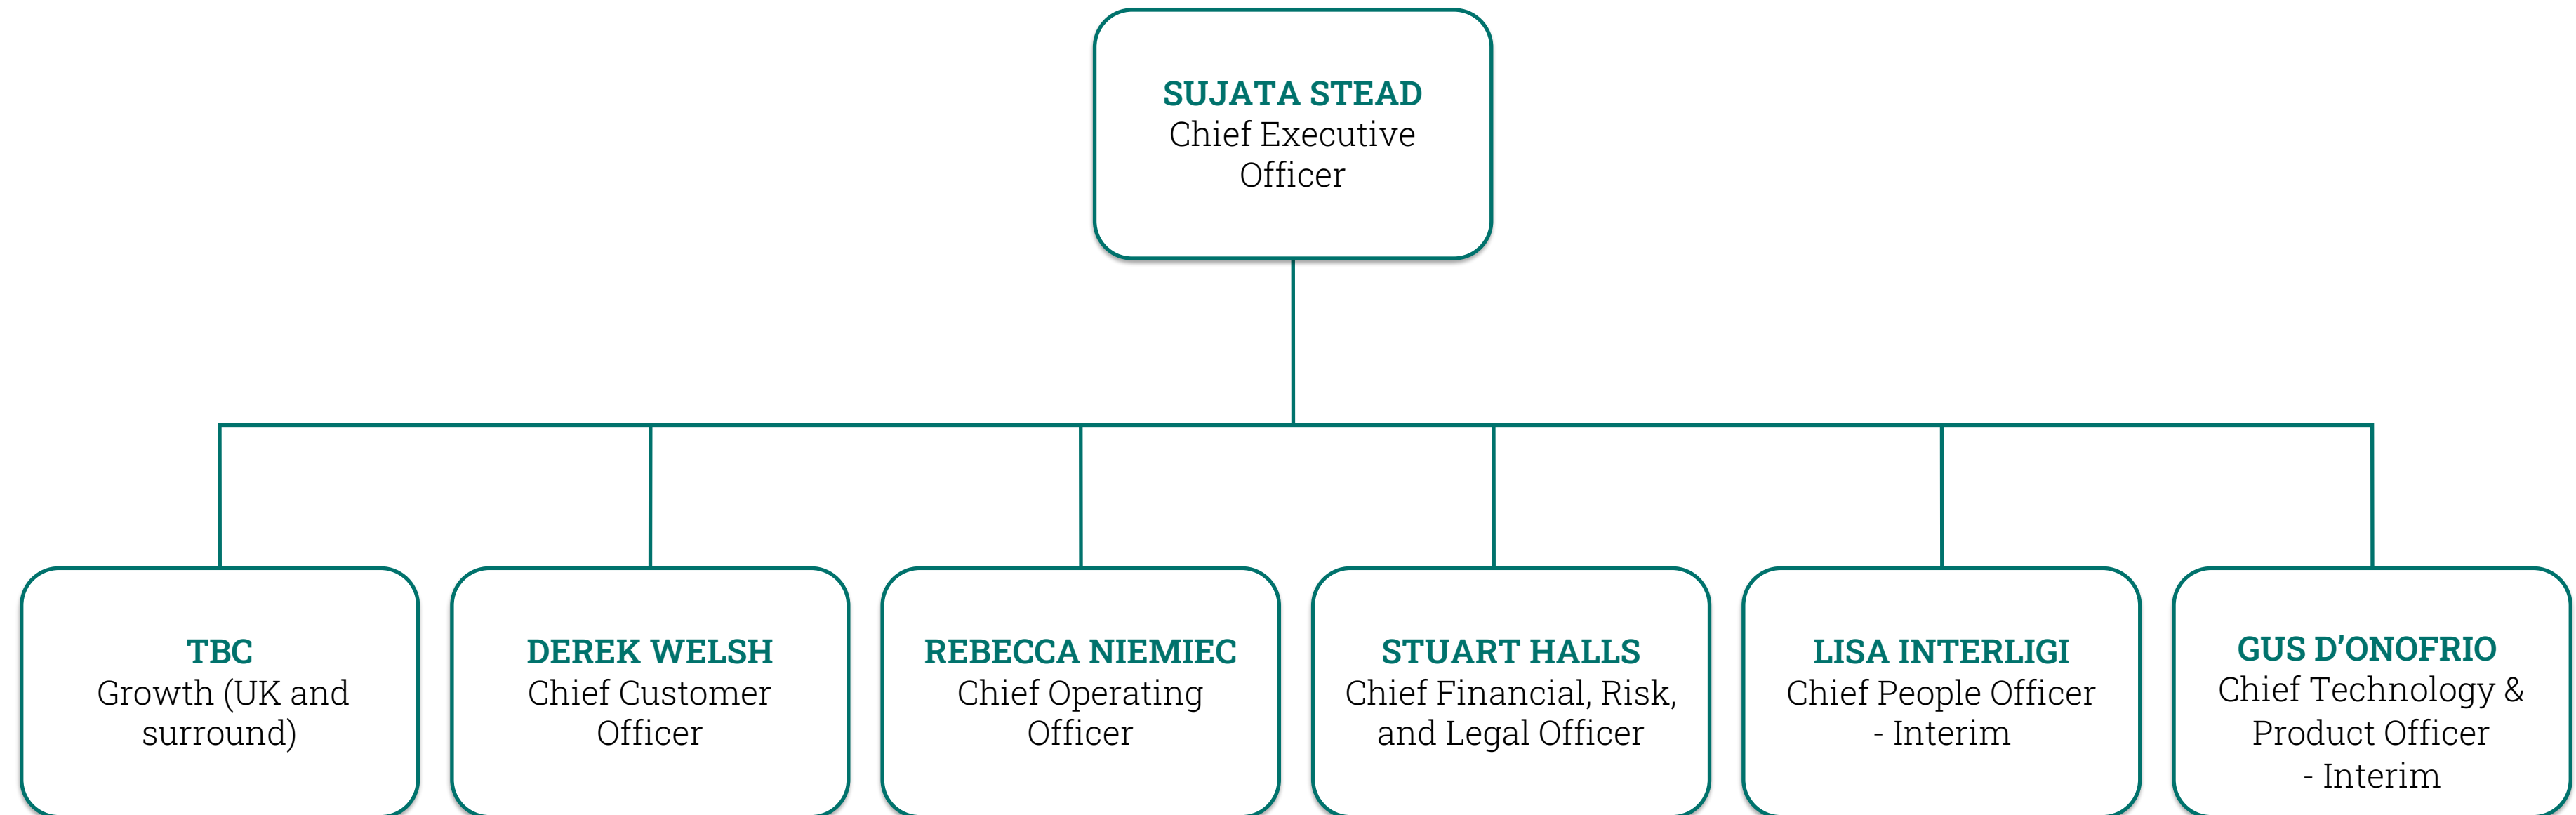 SUJATA STEAD
Chief Executive
Officer
TBC
Growth (UK and
surround)
DEREK WELSH
Chief Customer
Officer
REBECCA NIEMIEC
Chief Operating
Officer
STUART HALLS
Chief Financial, Risk,
and Legal Officer
LISA INTERLIGI
Chief People Officer
- Interim
GUS D’ONOFRIO
Chief Technology &
Product Officer
- Interim